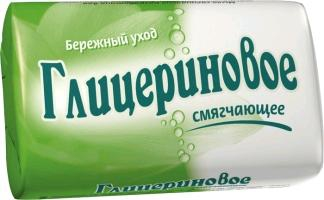 Бережный уход
Глицериновое
смягчающее
Глицериновое